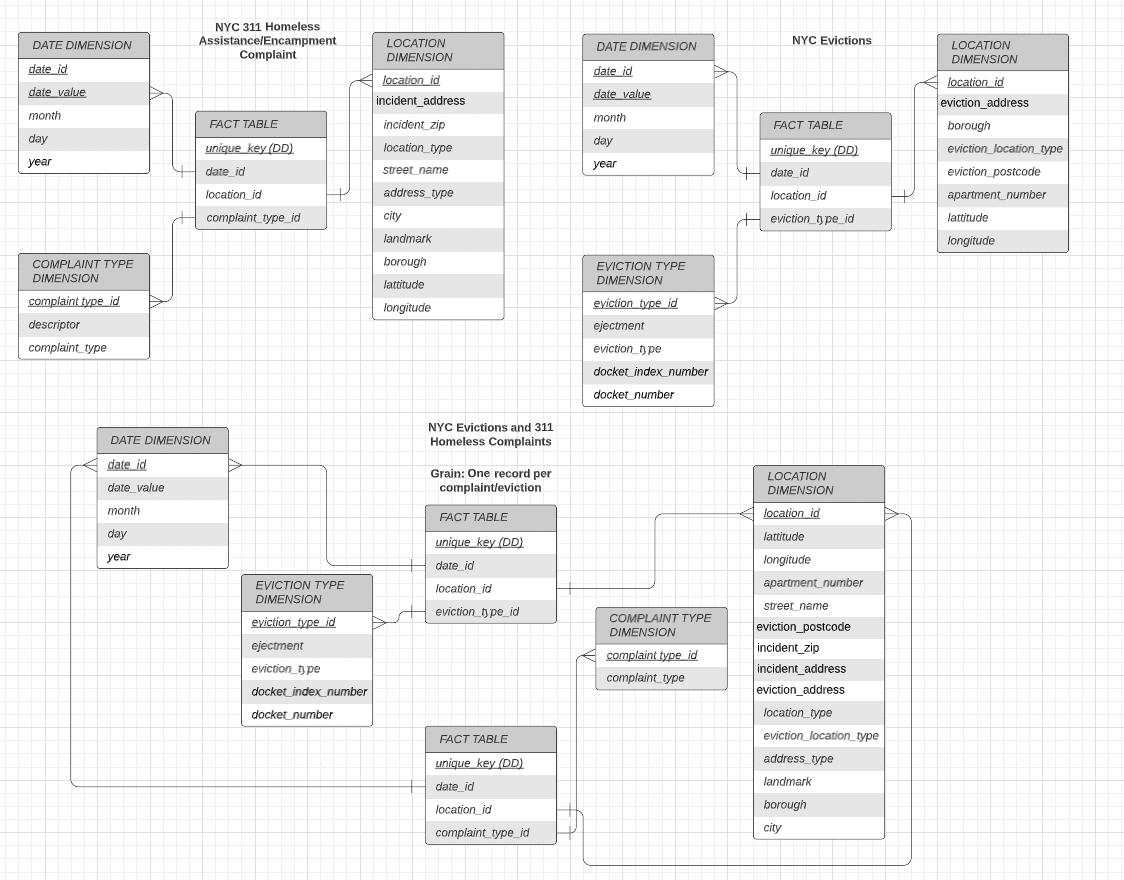 NYC 311 Homeless
Assistance/Encampment
Complaint
DATE DIMENSION
date_id
date_value
month
day
year
FACT TABLE
unique_key (DD)
date_id
location_id
complaint_type_id
LOCATION
DIMENSION
location_id
incident_address
incident_zip
location_type
street_name
address_type
city
landmark
borough
lattitude
longitude
COMPLAINT TYPE
DIMENSION
complaint type_id
descriptor
complaint_type
NYC Evictions
DATE DIMENSION
date_id
date_value
month
day
year
FACT TABLE
unique_key (DD)
date_id
location_id
eviction_type_id
LOCATION
DIMENSION
location_id
eviction_address
borough
eviction_location_type
eviction_postcode
apartment_number
lattitude
longitude
EVICTION TYPE
DIMENSION
eviction_type_id
ejectment
eviction_type
docket_index_number
docket_number
NYC Evictions and 311
Homeless Complaints
Grain: One record per
complaint/eviction
DATE DIMENSION
date_id
date_value
month
day
year
FACT TABLE
unique_key (DD)
date_id
location_id
eviction_type_id
EVICTION TYPE
DIMENSION
eviction_type_id
ejectment
eviction_type
docket_index_number
docket_number
COMPLAINT TYPE
DIMENSION
complaint type_id
complaint_type
LOCATION
DIMENSION
location_id
lattitude
longitude
apartment_number
street_name
eviction_postcode
incident_zip
incident_address
eviction_address
location_type
eviction_location_type
address_type
landmark
borough
city
FACT TABLE
unique_key (DD)
date_id
location_id
complaint_type_id